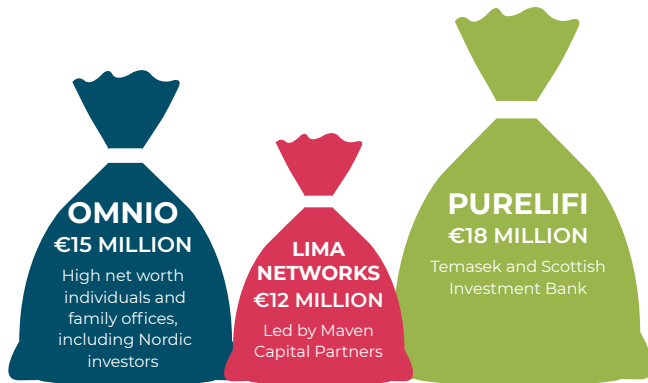 OMNIO
€15 MILLION
High net worth
individuals and
family offices,
including Nordic
investors
LIMA
NETWORKS
€12 MILLION
Led by Maven
Capital Partners
PURELIFI
€18 MILLION
Temasek and Scottish
Investment Bank